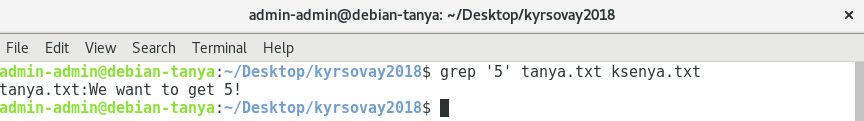 admin-admin@debian-tanya: ~/Desktop/kyrsovay2018
File Edit View Search Terminal Help
admin-admin@debian-tanya:~/Desktop/kyrsovay2018$ grep '5' tanya.txt ksenya.txt
tanya.txt:We want to get 5!
admin-admin@debian-tanya:~/Desktop/kyrsovay2018$